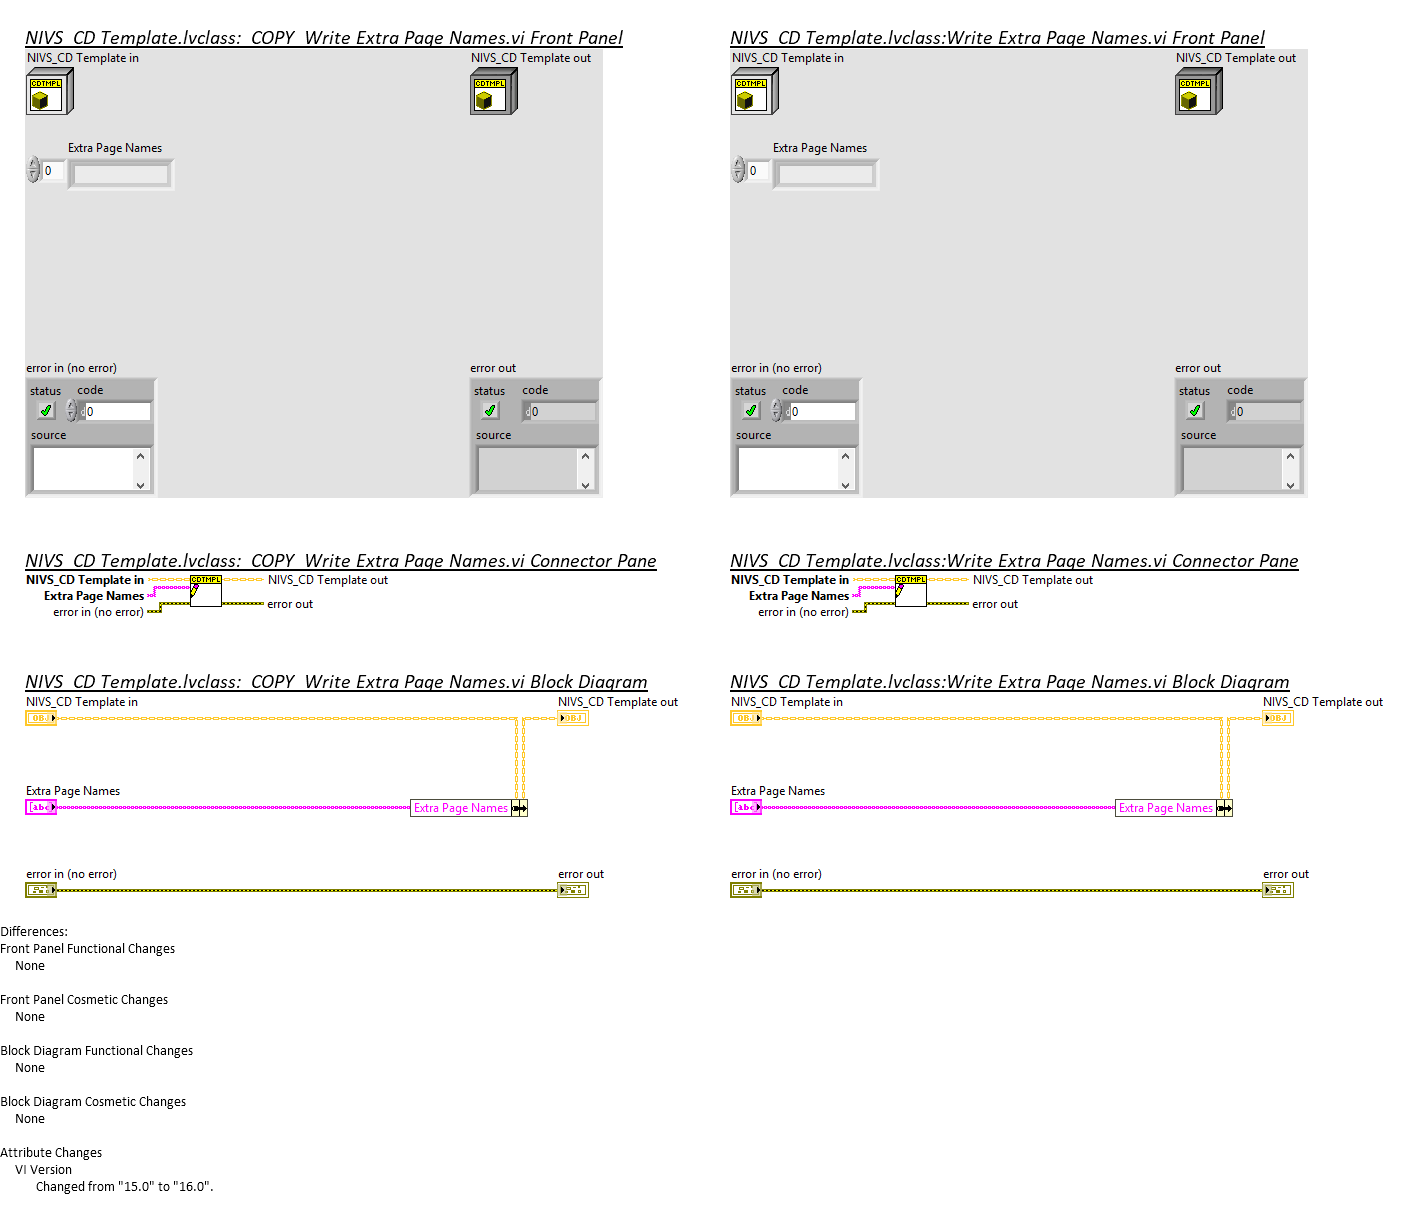 NIVS_CD Template.lvclass:_COPY_Write Extra Page Names.vi Front Panel
NIVS_CD Template in
NIVS_CD Template out
CDTMPL
CDTMPL
Extra Page Names
0
error in (no error)
error out
status code
status code
d0
d0
source
source
NIVS_CD Template.lvclass:Write Extra Page Names.vi Front Panel
NIVS_CD Template in
NIVS_CD Template out
CDTMPL
CDTMPL
Extra Page Names
0
error in (no error)
error out
status code
status code
d0
d0
source
source
NIVS_CD Template.lvclass:_COPY_Write Extra Page Names.vi Connector Pane
NIVS_CD Template in
CDTMPL
NIVS_CD Template out
Extra Page Names
error in (no error)
error out
NIVS_CD Template.lvclass:Write Extra Page Names.vi Connector Pane
NIVS_CD Template in
CDTMPL
NIVS_CD Template out
Extra Page Names
error in (no error)
error out
NIVS_CD Template.lvclass:_COPY_Write Extra Page Names.vi Block Diagram
NIVS_CD Template in
NIVS_CD Template out
OBJ
OBJ
Extra Page Names
[abc]
Extra Page Names
error in (no error)
error out
NIVS_CD Template.lvclass:Write Extra Page Names.vi Block Diagram
NIVS_CD Template in
NIVS_CD Template out
OBJ
OBJ
Extra Page Names
[abc]
Extra Page Names
error in (no error)
error out
Differences:
Front Panel Functional Changes
None
Front Panel Cosmetic Changes
None
Block Diagram Functional Changes
None
Block Diagram Cosmetic Changes
None
Attribute Changes
VI Version
Changed from "15.0" to "16.0".